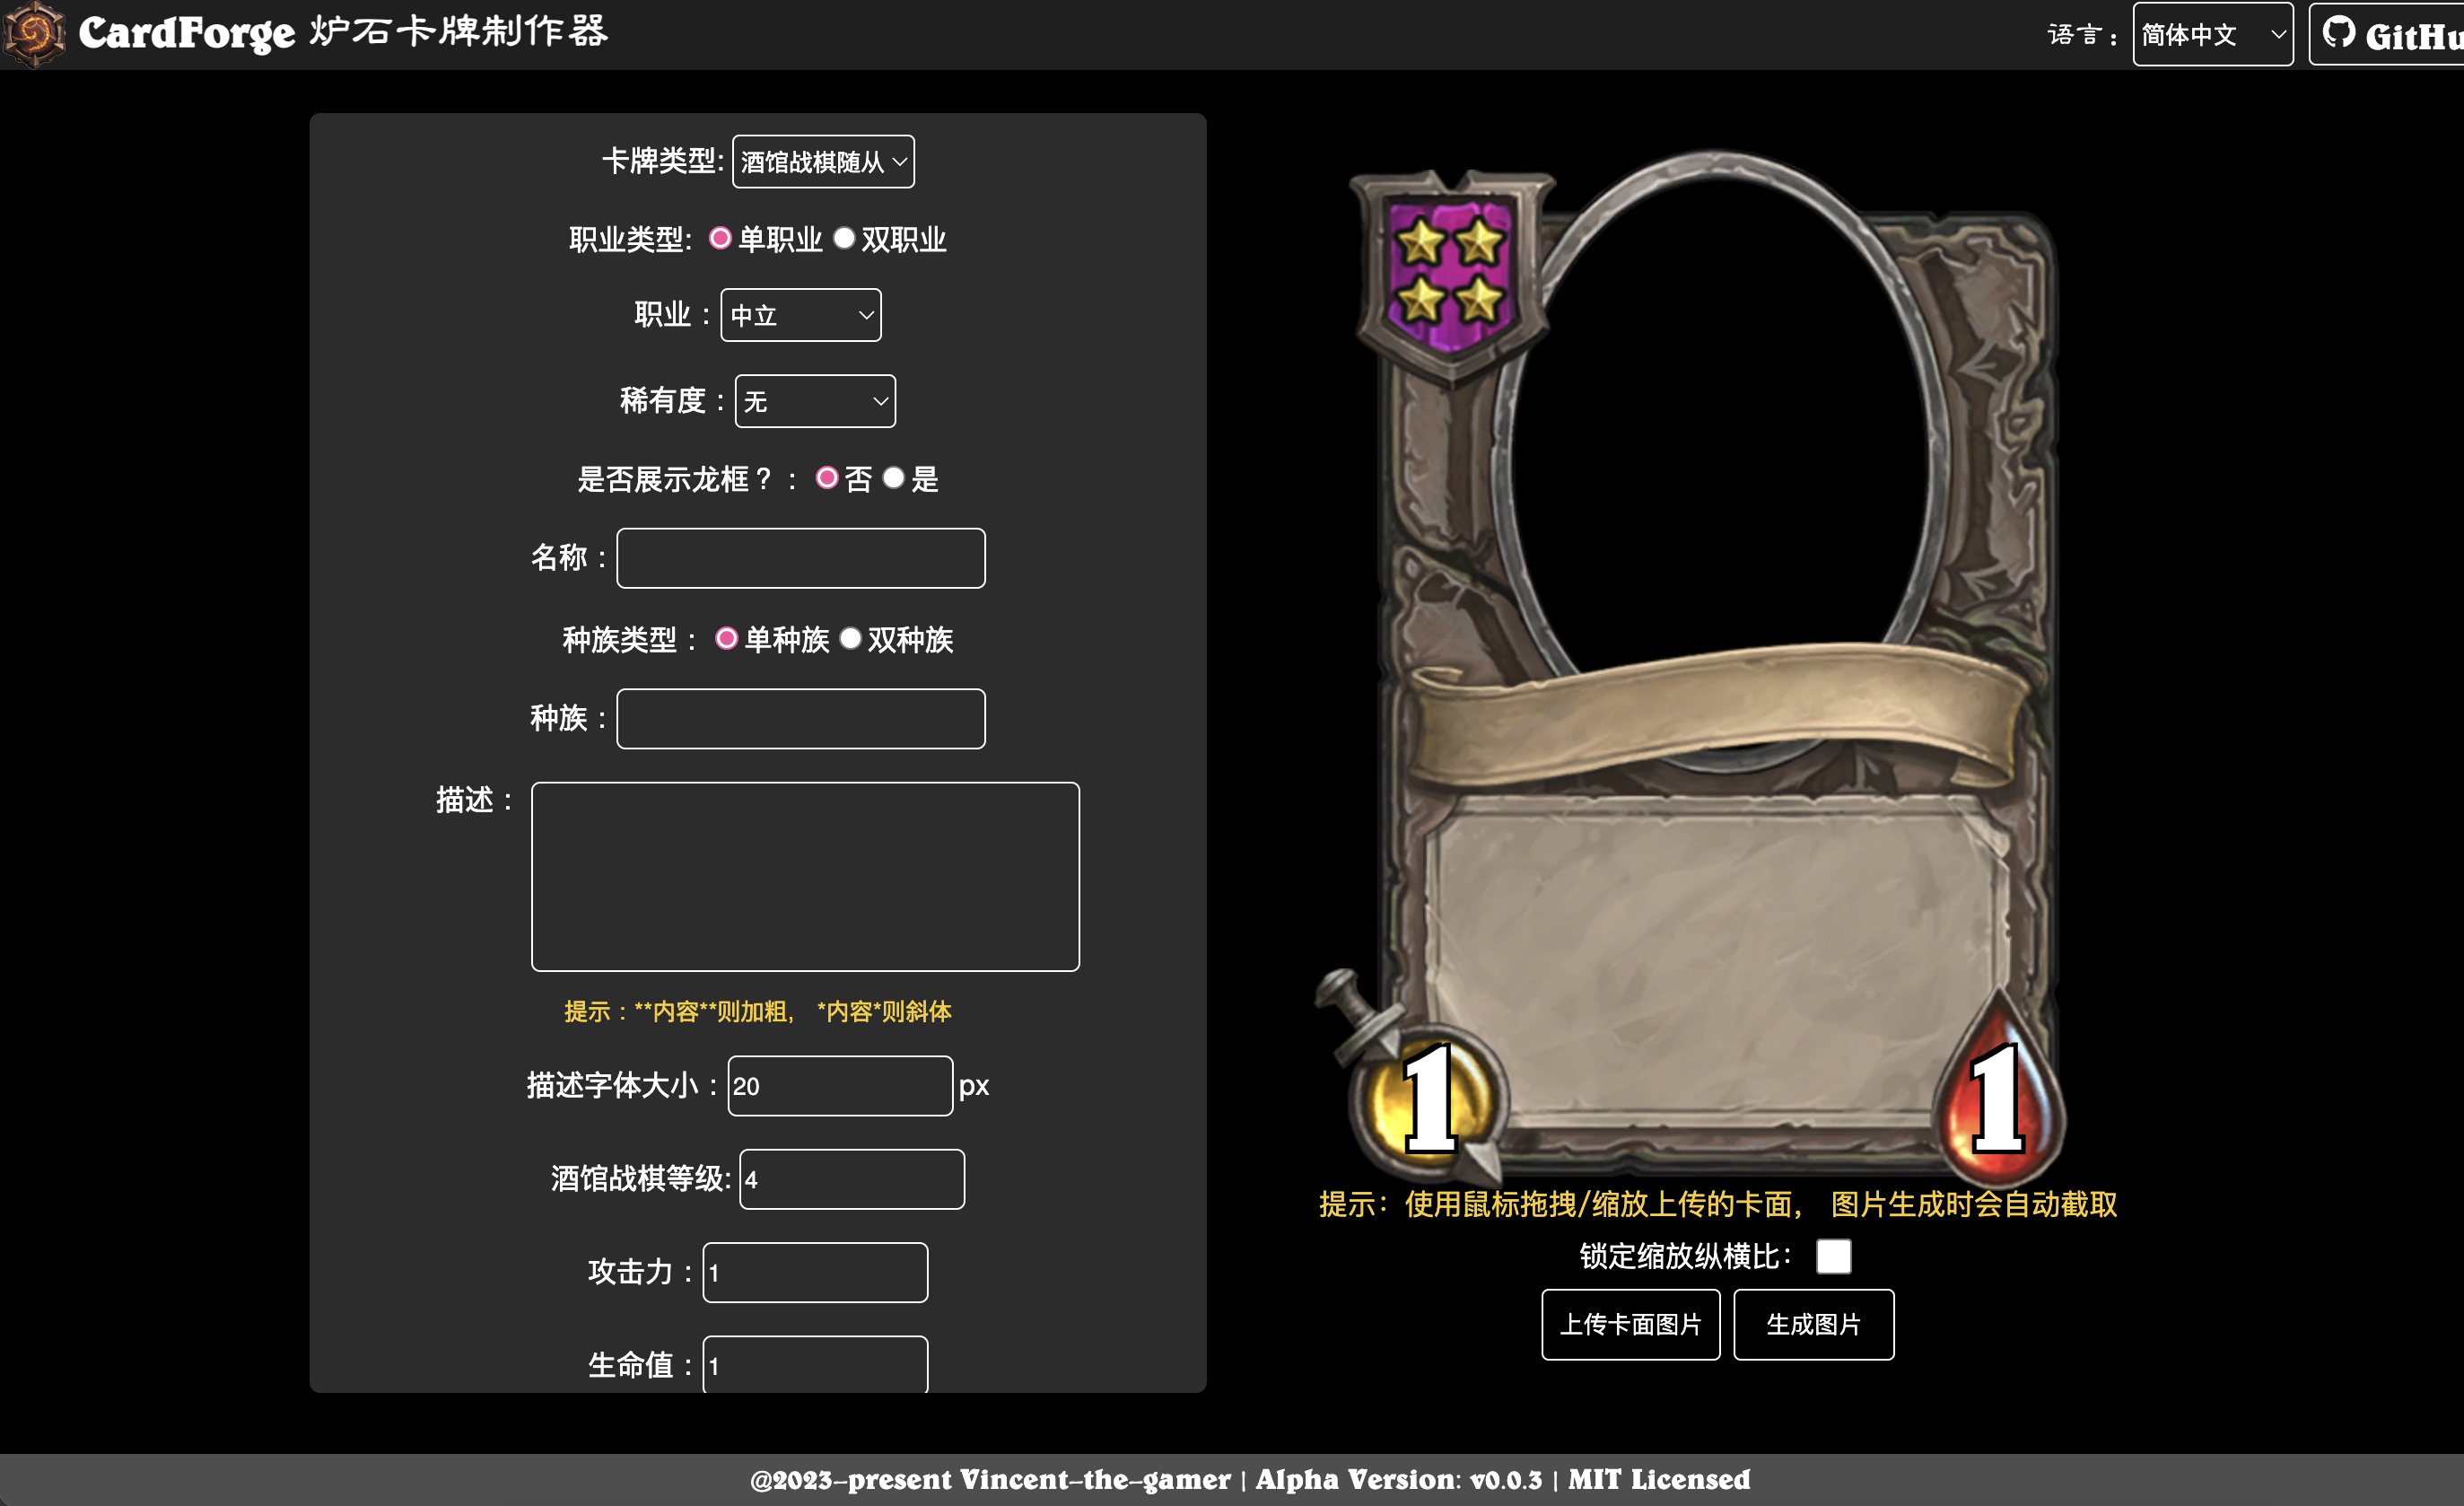 CardForge 炉石卡牌制作器
语言：
简体中文
GitHu
卡牌类型:
酒馆战棋随从
职业类型:
单职业
双职业
职业：
中立
稀有度：
无
是否展示龙框？：
否
是
名称：
种族类型：
单种族
双种族
种族：
描述：
提示：**内容**则加粗， *内容*则斜体
描述字体大小：
20
px
酒馆战棋等级:
4
攻击力：
1
生命值：
1
1
1
提示：使用鼠标拖拽/缩放上传的卡面， 图片生成时会自动截取
锁定缩放纵横比：
上传卡面图片
生成图片
@2023-present Vincent-the-gamer | Alpha Version: v0.0.3 | MIT Licensed